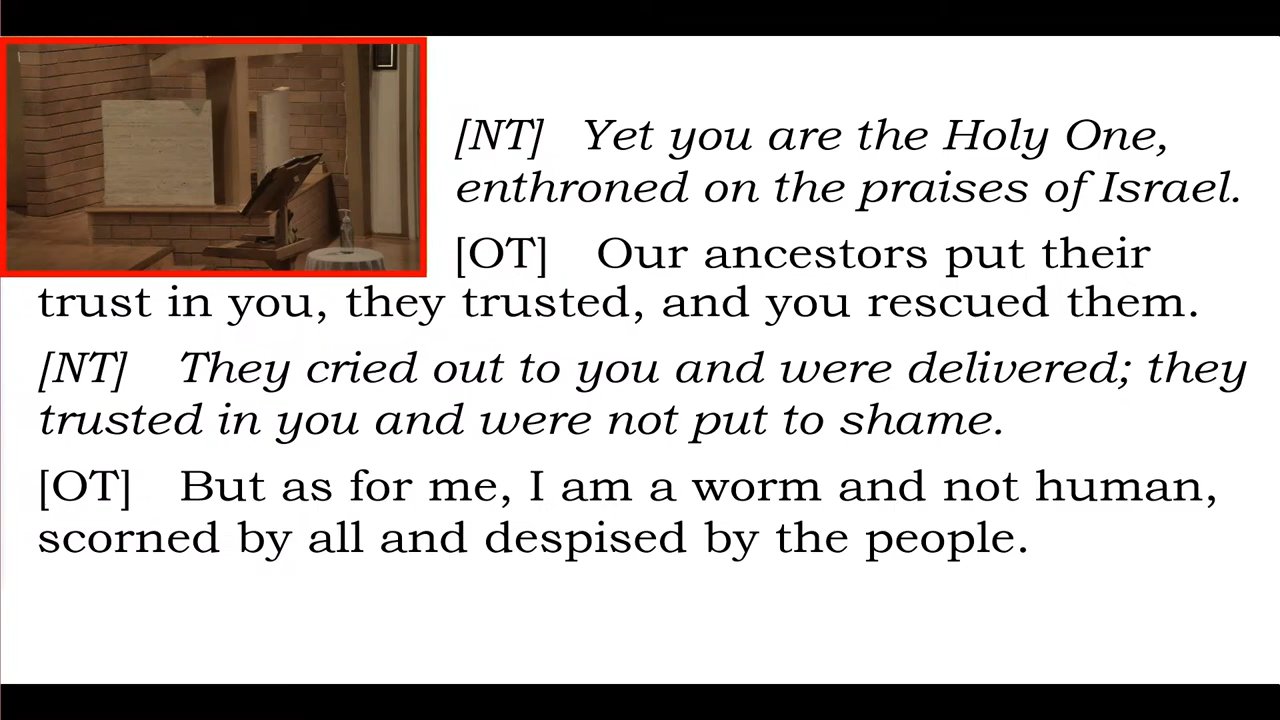 [NT] Yet you are the Holy One,
enthroned on the praises of Israel.
[OT] Our ancestors put their
trust in you, they trusted, and you rescued them.
[NT] They cried out to you and were delivered; they
trusted in you and were not put to shame.
[OT] But as for me, I am a worm and not human,
scorned by all and despised by the people.